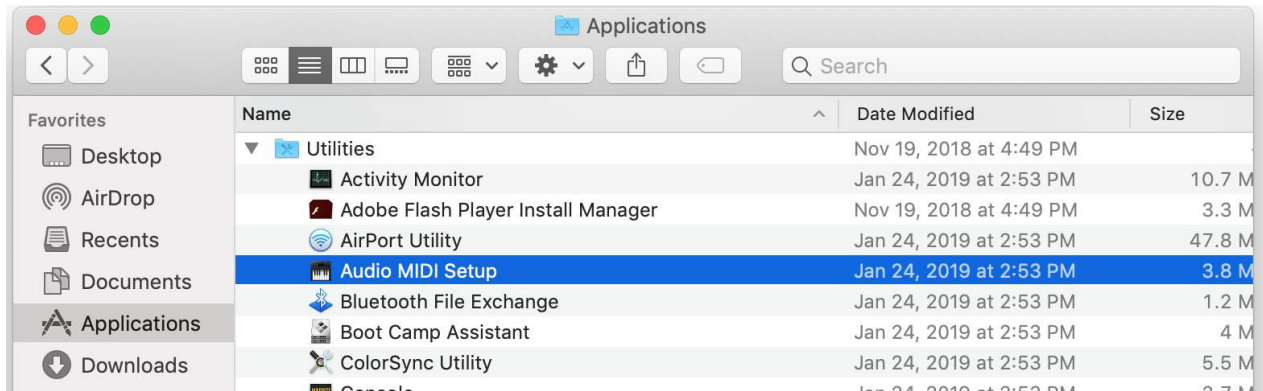 Applications
Search
Favorites
Desktop
AirDrop
Recents
Documents
Applications
Downloads
Name Date Modified Size
Utilities Nov 19, 2018 at 4:49 PM
Activity Monitor Jan 24, 2019 at 2:53 PM 10.7 M
Adobe Flash Player Install Manager Nov 19, 2018 at 4:49 PM 3.3 M
AirPort Utility Jan 24, 2019 at 2:53 PM 47.8 M
Audio MIDI Setup Jan 24, 2019 at 2:53 PM 3.8 M
Bluetooth File Exchange Jan 24, 2019 at 2:53 PM 1.2 M
Boot Camp Assistant Jan 24, 2019 at 2:53 PM 4 M
ColorSync Utility Jan 24, 2019 at 2:53 PM 5.5 M